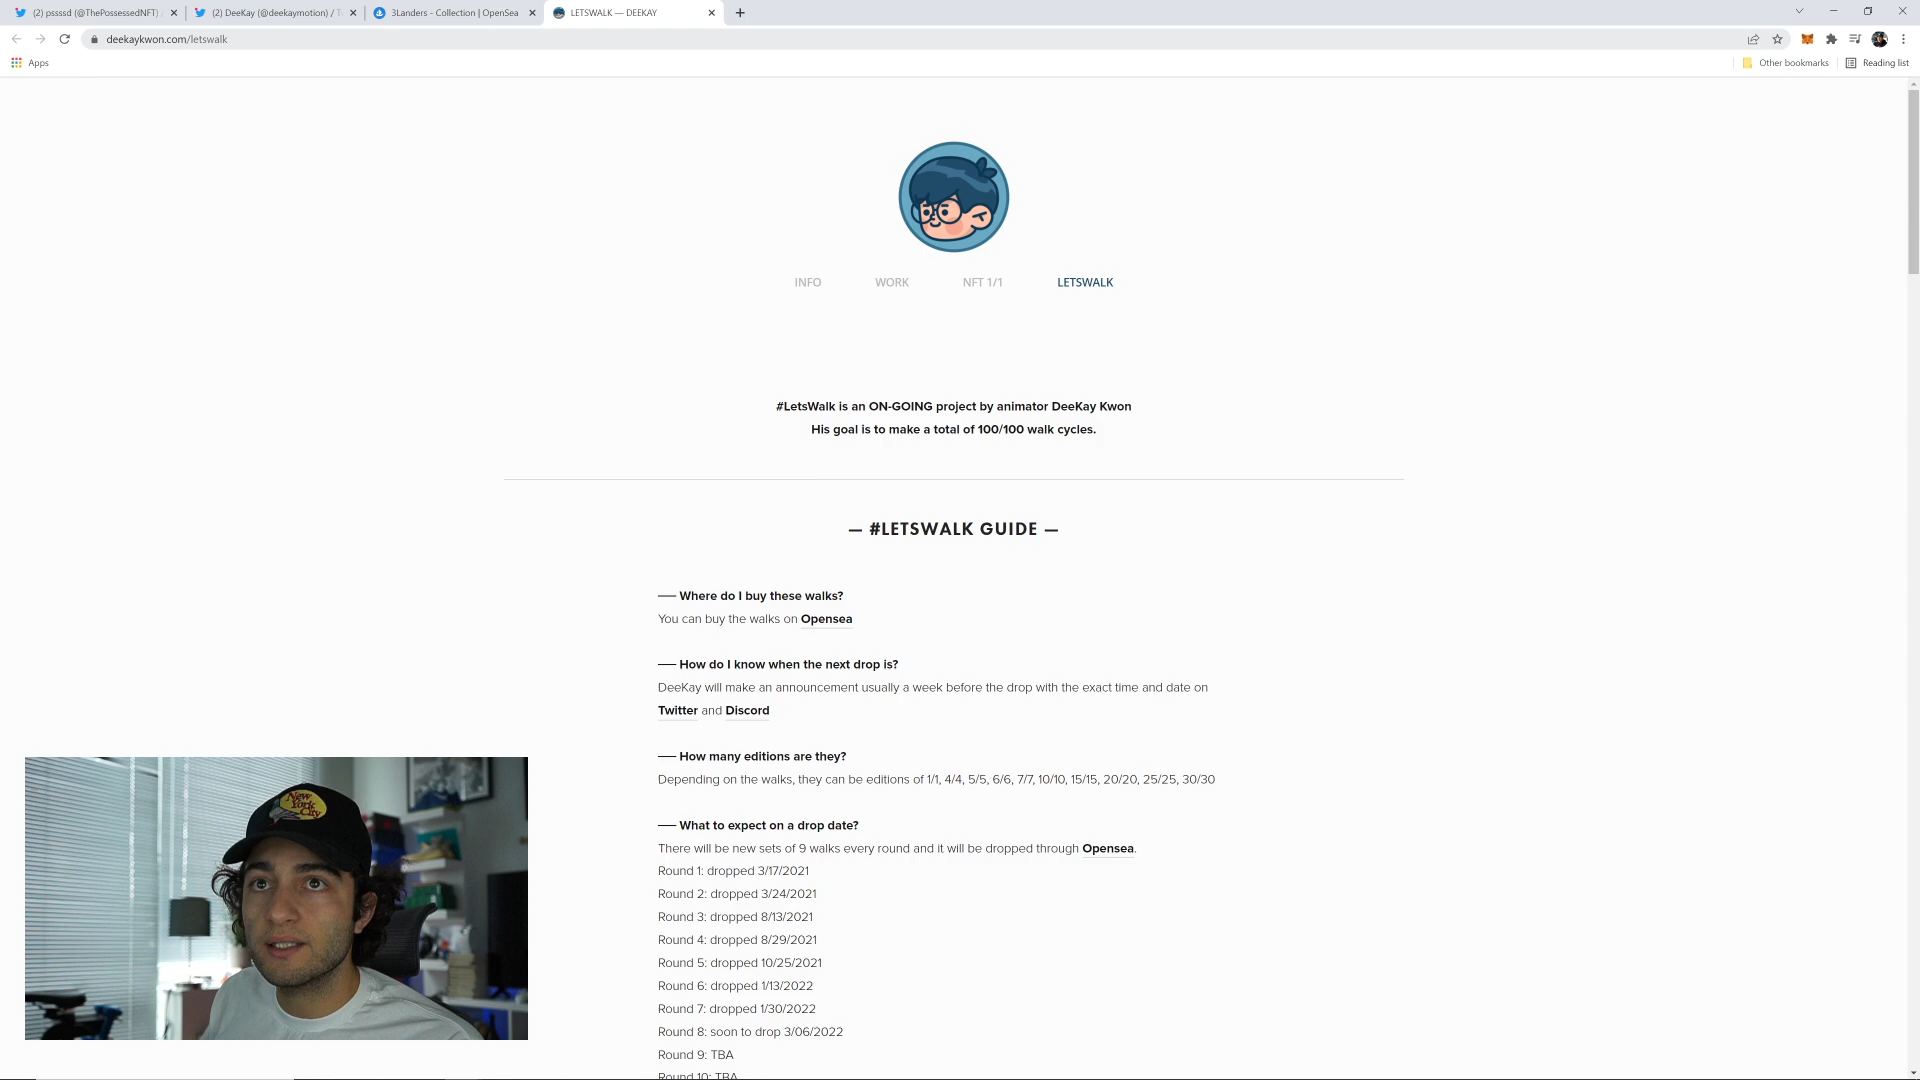 (2) pssssd (@ThePossessedNFT)
(2) DeeKay (@deekaymotion) / Tw
3Landers - Collection | OpenSea
LETSWALK — DEEKAY
deekaykwon.com/letswalk
Apps
Other bookmarks
Reading list
INFO
WORK
NFT 1/1
LETSWALK
#LetsWalk is an ON-GOING project by animator DeeKay Kwon
His goal is to make a total of 100/100 walk cycles.
— #LETSWALK GUIDE —
—– Where do I buy these walks?
You can buy the walks on Opensea
—– How do I know when the next drop is?
DeeKay will make an announcement usually a week before the drop with the exact time and date on
Twitter and Discord
—– How many editions are they?
Depending on the walks, they can be editions of 1/1, 4/4, 5/5, 6/6, 7/7, 10/10, 15/15, 20/20, 25/25, 30/30
—– What to expect on a drop date?
There will be new sets of 9 walks every round and it will be dropped through Opensea.
Round 1: dropped 3/17/2021
Round 2: dropped 3/24/2021
Round 3: dropped 8/13/2021
Round 4: dropped 8/29/2021
Round 5: dropped 10/25/2021
Round 6: dropped 1/13/2022
Round 7: dropped 1/30/2022
Round 8: soon to drop 3/06/2022
Round 9: TBA
Round 10: TBA
New
York
City